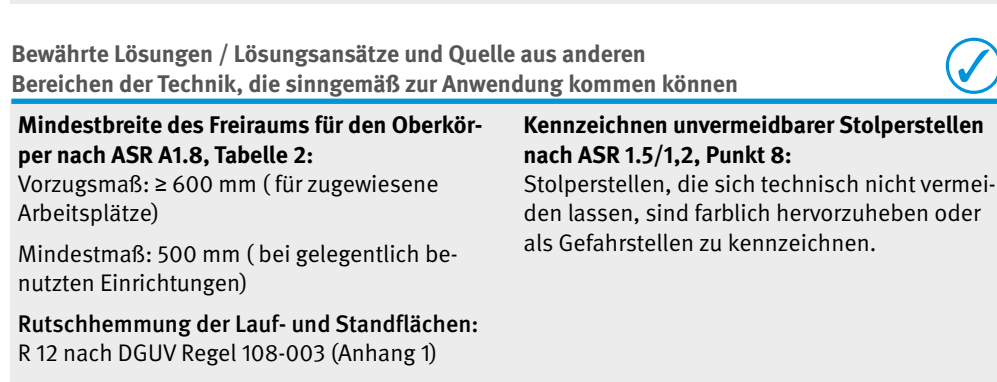 Bewährte Lösungen / Lösungsansätze und Quelle aus anderen
Bereichen der Technik, die sinngemäß zur Anwendung kommen können
Mindestbreite des Freiraums für den Oberkör-
per nach ASR A1.8, Tabelle 2:
Vorzugsmaß: ≥ 600 mm ( für zugewiesene
Arbeitsplätze)
Mindestmaß: 500 mm ( bei gelegentlich be-
nutzten Einrichtungen)
Rutschhemmung der Lauf- und Standflächen:
R 12 nach DGUV Regel 108-003 (Anhang 1)
Kennzeichnen unvermeidbarer Stolperstellen
nach ASR 1.5/1,2, Punkt 8:
Stolperstellen, die sich technisch nicht vermei-
den lassen, sind farblich hervorzuheben oder
als Gefahrstellen zu kennzeichnen.